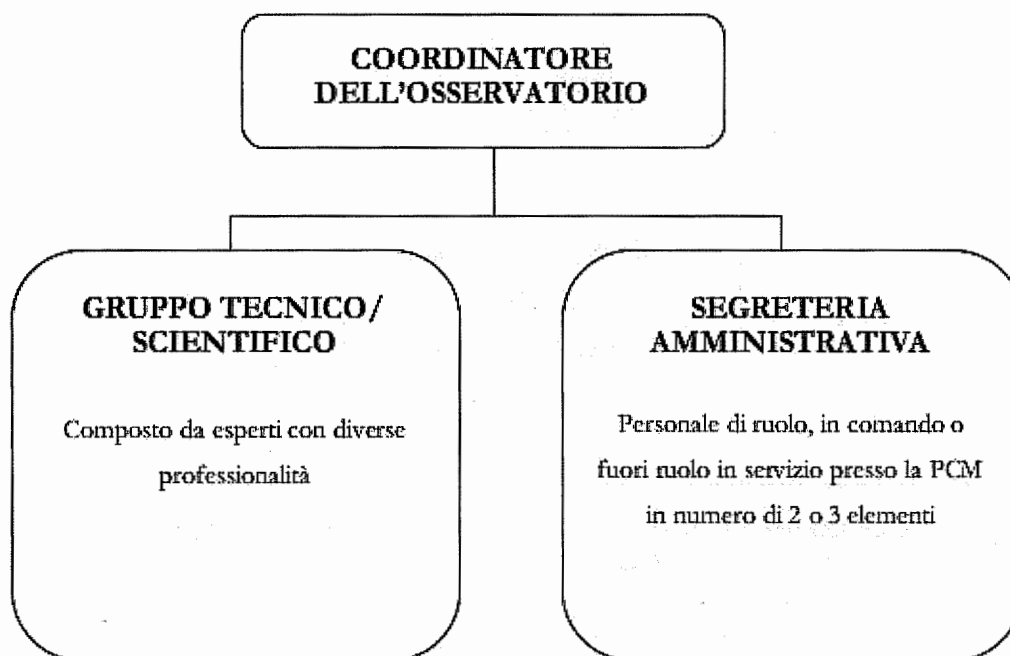 COORDINATORE
DELL'OSSERVATORIO
GRUPPO TECNICO/
SCIENTIFICO
Composto da esperti con diverse
professionalità
SEGRETERIA
AMMINISTRATIVA
Personale di ruolo, in comando o
fuori ruolo in servizio presso la PCM
in numero di 2 o 3 elementi